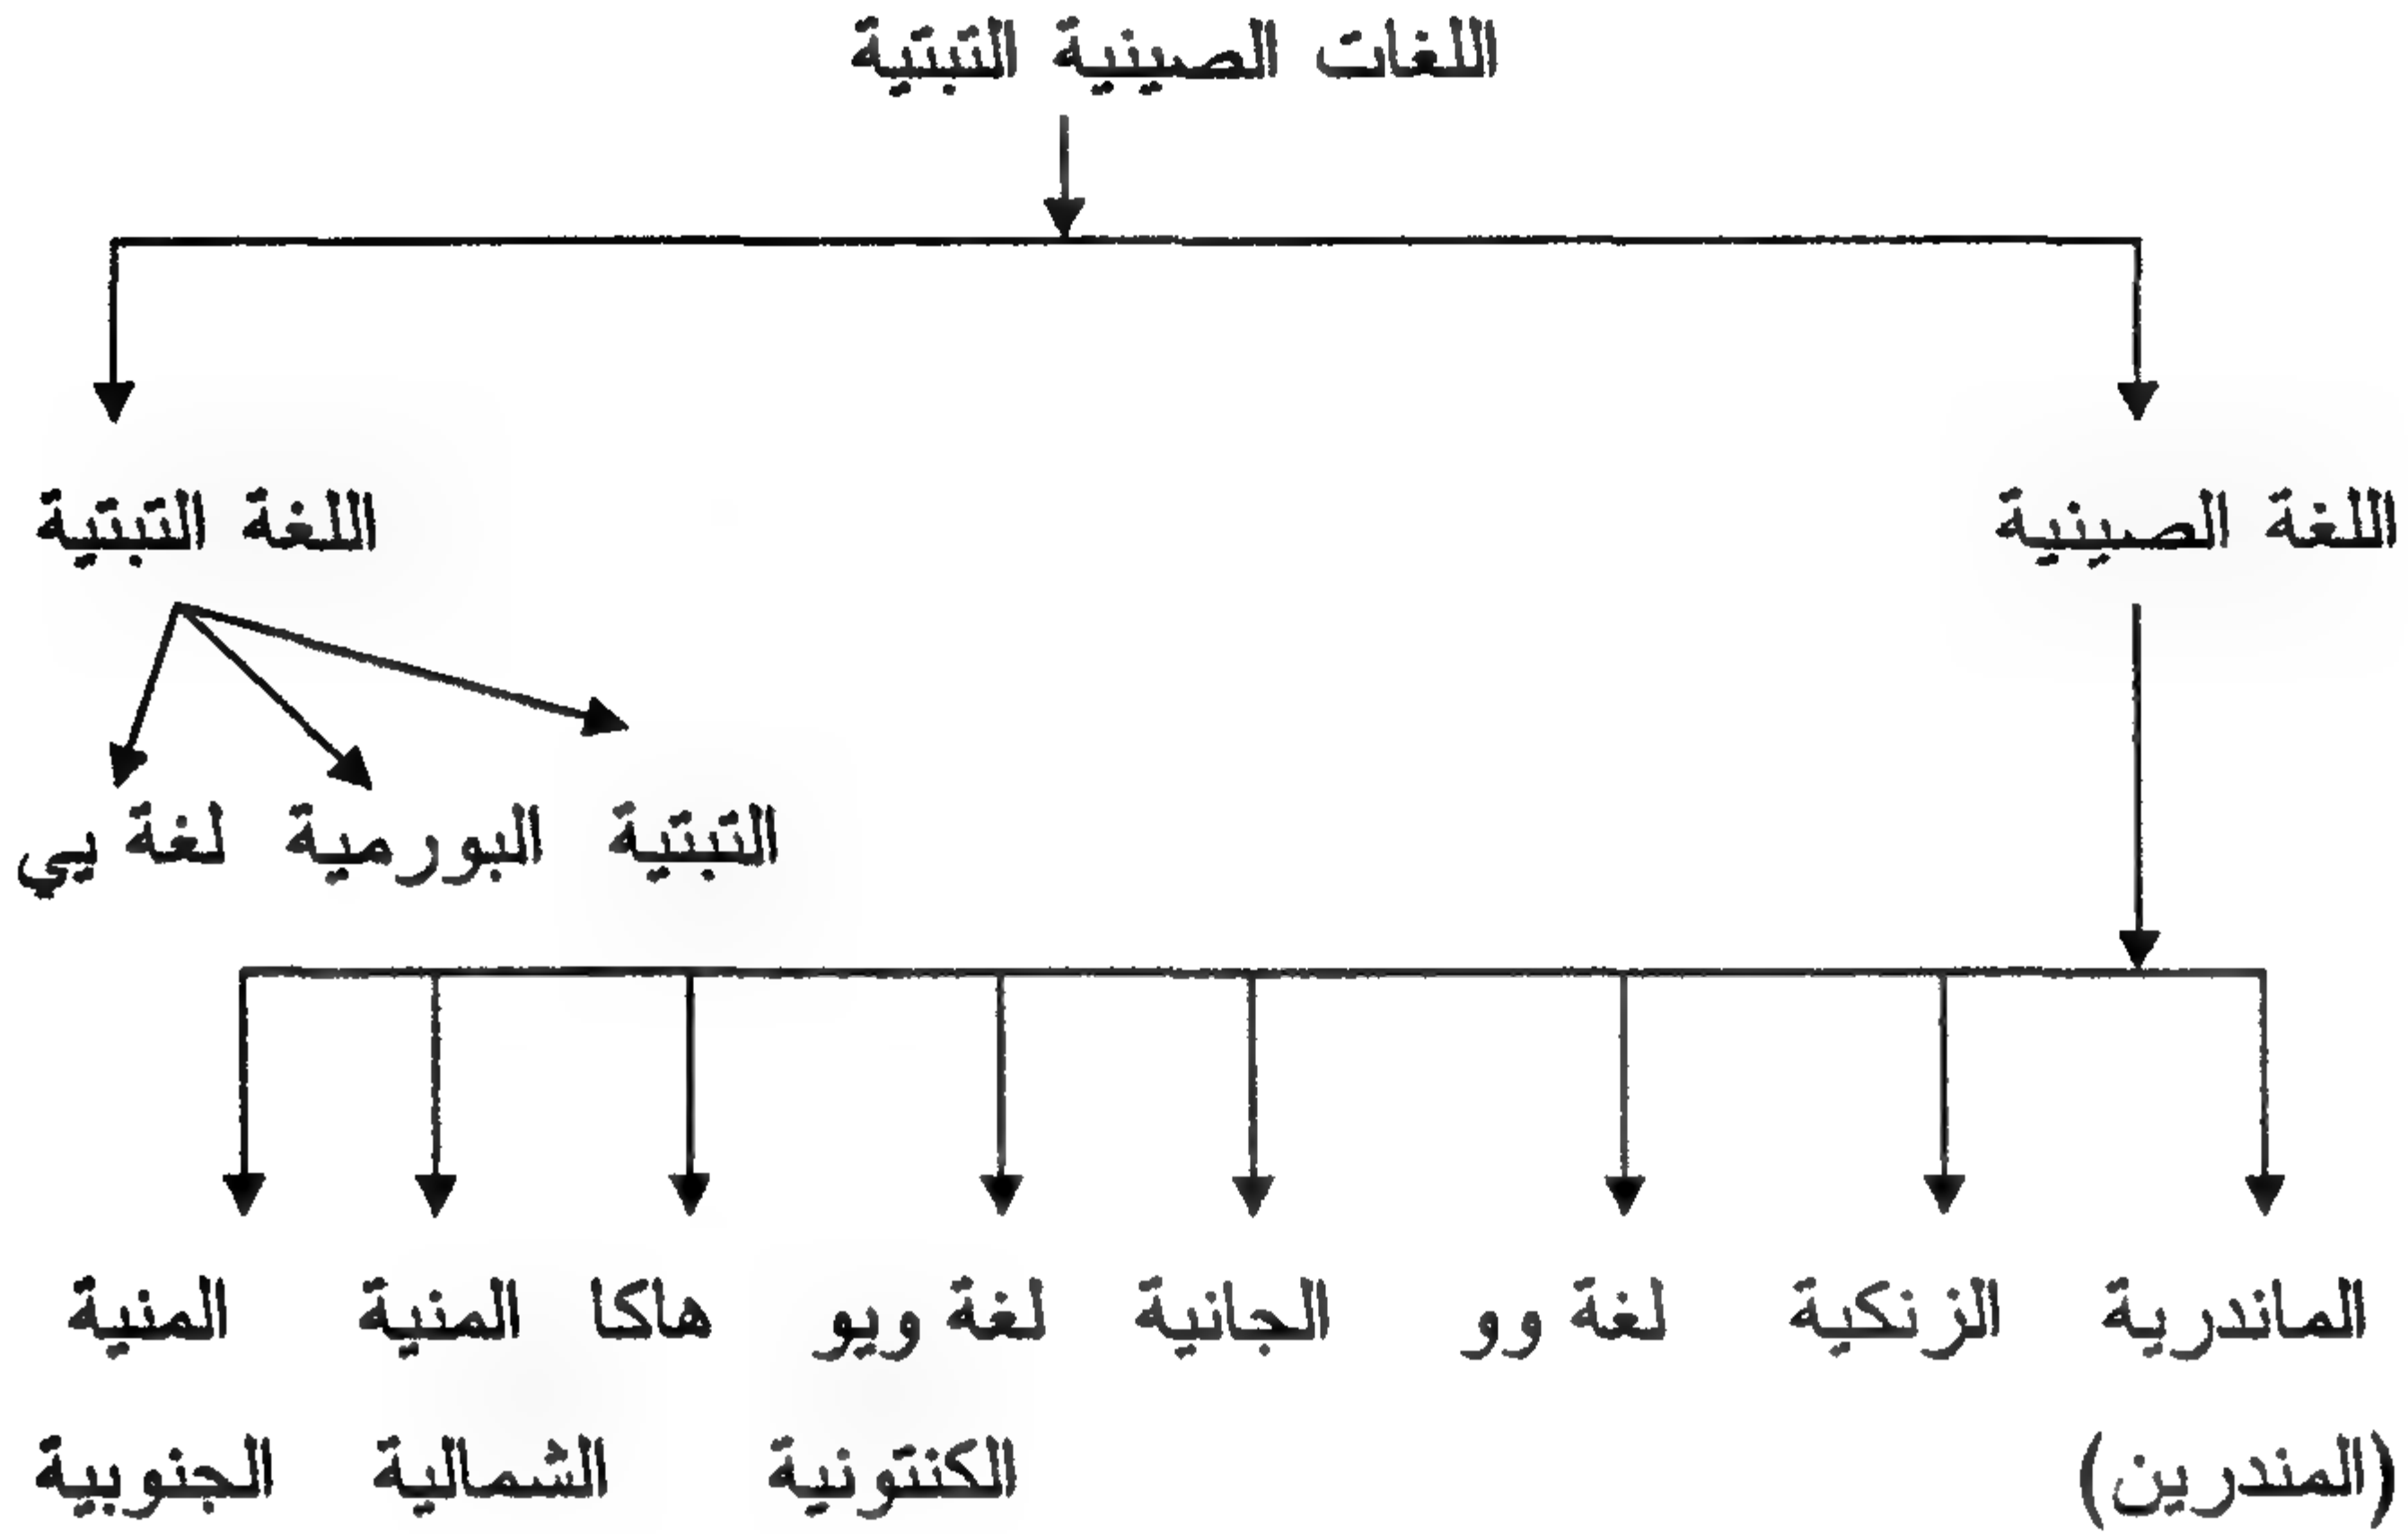 اللغات الصينية التبتية
اللغة الصينية اللغة التبتية
التبتية البورمية لغة يي
الماندرية الزنكية لغة وو الجانية لغة ويو هاكا المنية المنية
(المندرين) الكنتونية الشمالية الجنوبية